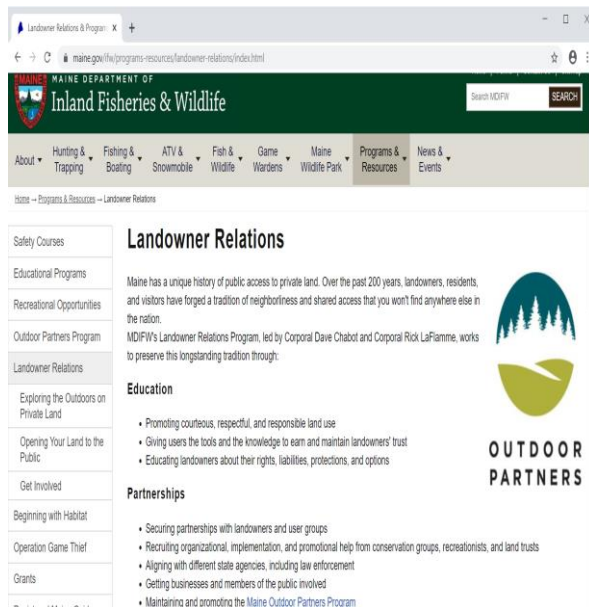 Landowner Relations & Program
maine.gov/ifw/programs-resources/landowner-relations/index.html
MAINE
MAINE DEPARTMENT OF
Inland Fisheries & Wildlife
Search MDIFW
SEARCH
About
Hunting & Trapping
Fishing & Boating
ATV & Snowmobile
Fish & Wildlife
Game Wardens
Maine Wildlife Park
Programs & Resources
News & Events
Home → Programs & Resources → Landowner Relations
Safety Courses
Educational Programs
Recreational Opportunities
Outdoor Partners Program
Landowner Relations
Exploring the Outdoors on
Private Land
Opening Your Land to the
Public
Get Involved
Beginning with Habitat
Operation Game Thief
Grants
Landowner Relations
Maine has a unique history of public access to private land. Over the past 200 years, landowners, residents,
and visitors have forged a tradition of neighborliness and shared access that you won't find anywhere else in
the nation.
MDIFW's Landowner Relations Program, led by Corporal Dave Chabot and Corporal Rick LaFlamme, works
to preserve this longstanding tradition through:
Education
• Promoting courteous, respectful, and responsible land use
• Giving users the tools and the knowledge to earn and maintain landowners' trust
• Educating landowners about their rights, liabilities, protections, and options
Partnerships
• Securing partnerships with landowners and user groups
• Recruiting organizational, implementation, and promotional help from conservation groups, recreationists, and land trusts
• Aligning with different state agencies, including law enforcement
• Getting businesses and members of the public involved
• Maintaining and promoting the Maine Outdoor Partners Program
OUTDOOR
PARTNERS